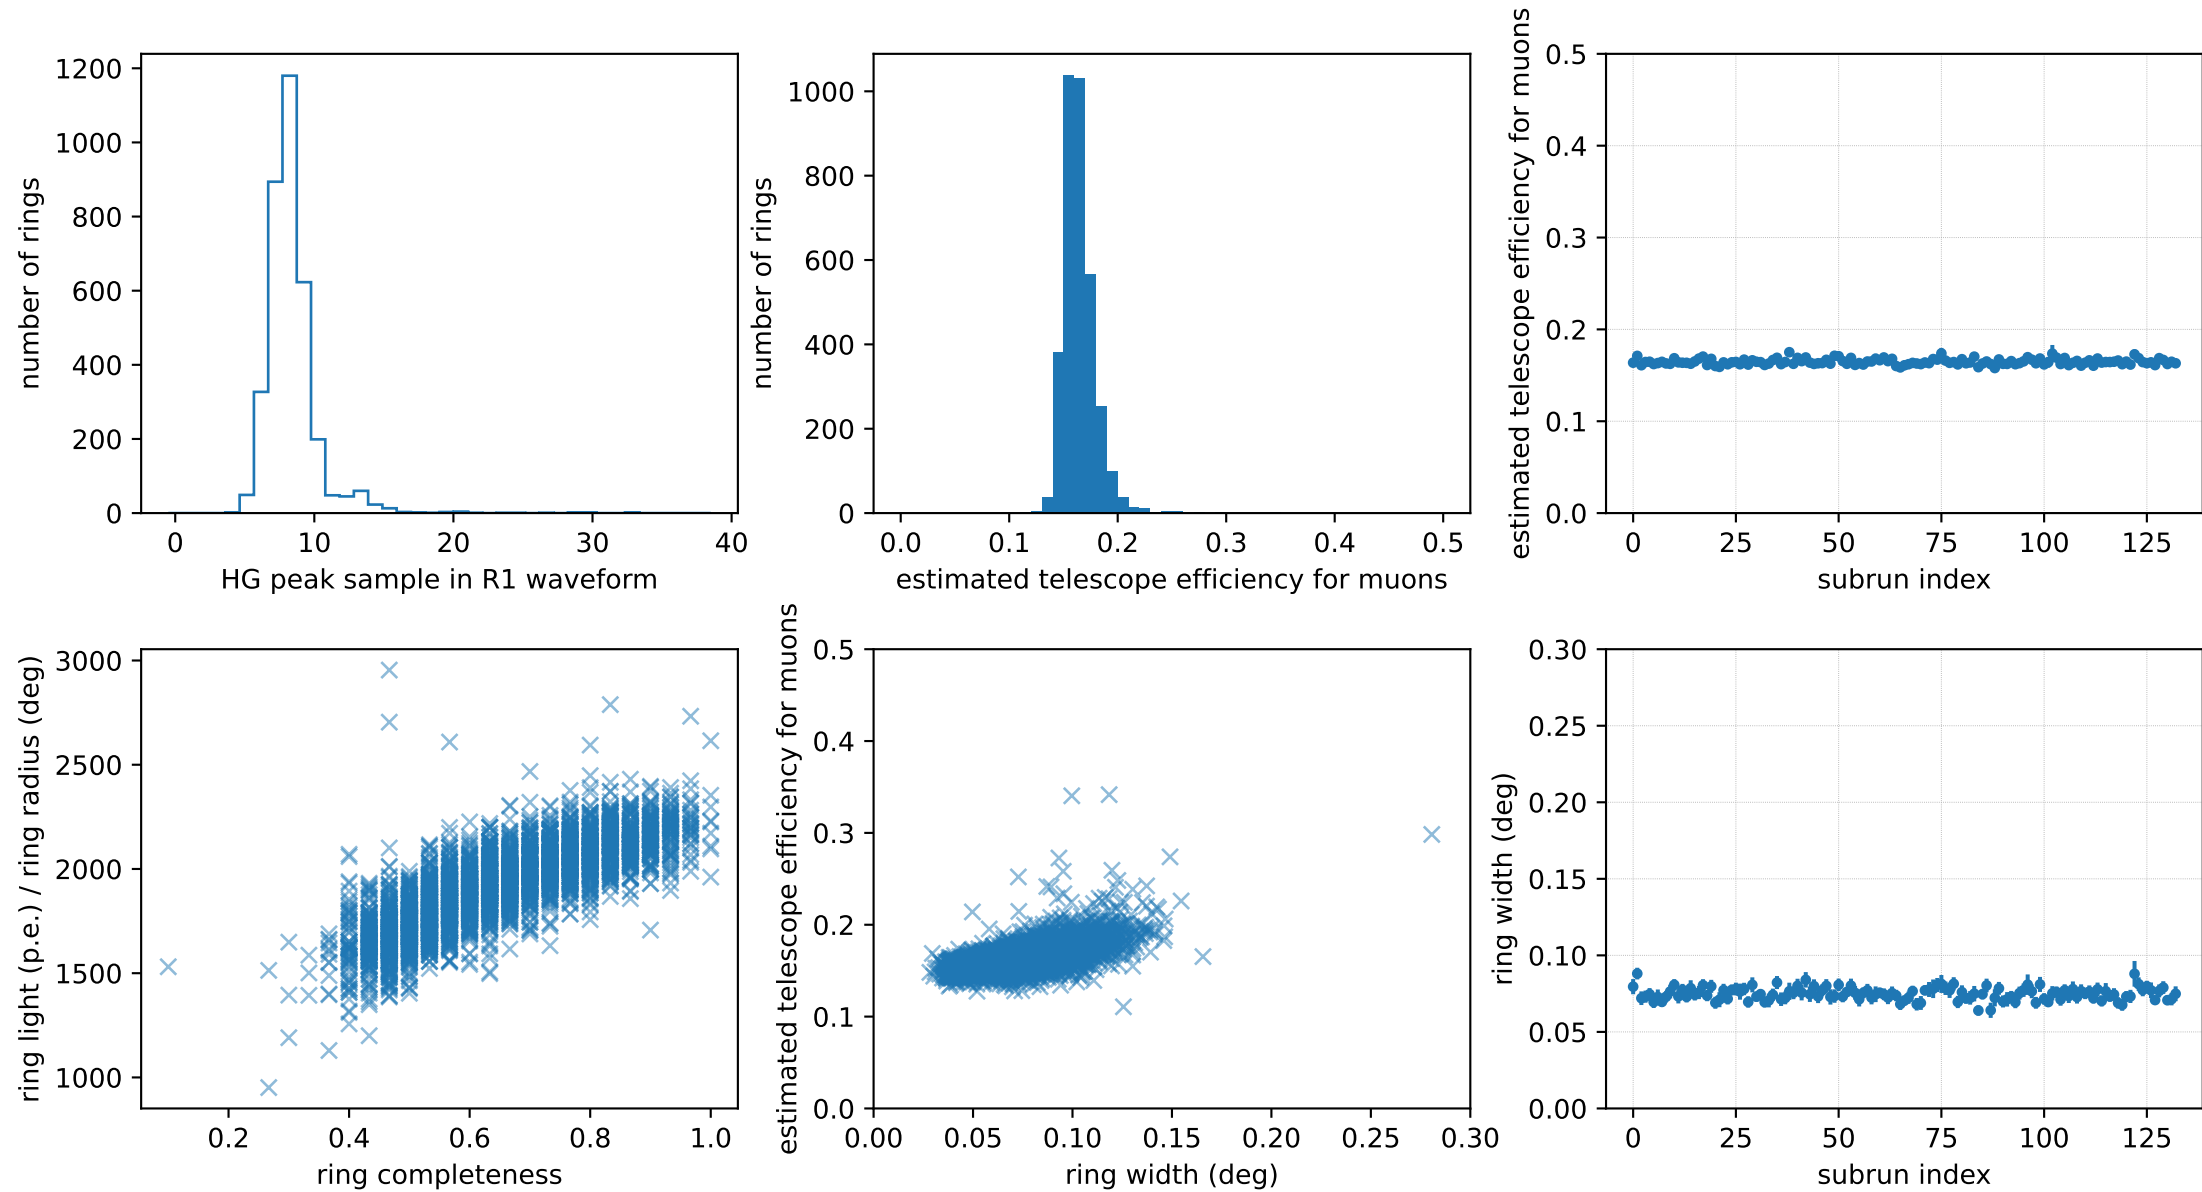 number of rings
1200
1000
800
600
400
200
0
0 10 20 30 40
HG peak sample in R1 waveform
number of rings
1000
800
600
400
200
0
0.0 0.1 0.2 0.3 0.4 0.5
estimated telescope efficiency for muons
estimated telescope efficiency for muons
0.5
0.4
0.3
0.2
0.1
0.0
0 25 50 75 100 125
subrun index
ring light (p.e.) / ring radius (deg)
3000
2500
2000
1500
1000
0.2 0.4 0.6 0.8 1.0
ring completeness
estimated telescope efficiency for muons
0.5
0.4
0.3
0.2
0.1
0.0
0.00 0.05 0.10 0.15 0.20 0.25 0.30
ring width (deg)
ring width (deg)
0.30
0.25
0.20
0.15
0.10
0.05
0.00
0 25 50 75 100 125
subrun index